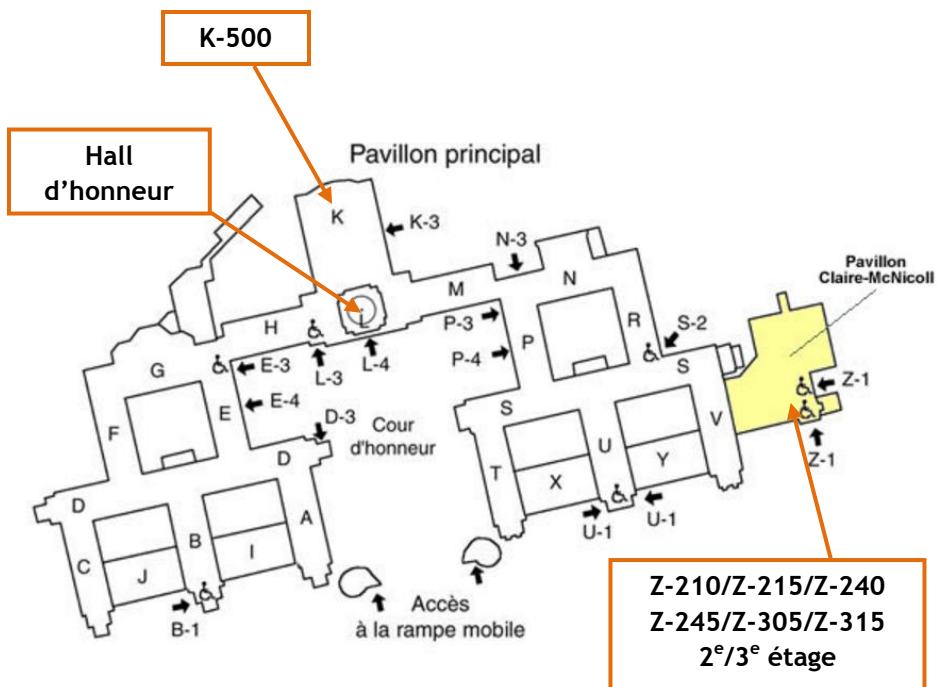 K-500
Hall
d'honneur
Pavillon principal
K
K-3
N-3
M
N
Pavillon
Claire-McNicoll
H
L
P-3
P
R
S-2
G
E-3
L-3
L-4
P-4
S
Z-1
E
E-4
F
D-3
Cour
d'honneur
S
V
Z-1
D
T
U
Y
X
D
A
U-1
U-1
C
B
I
J
B-1
Accès
à la rampe mobile
Z-210/Z-215/Z-240
Z-245/Z-305/Z-315
2e/3e étage